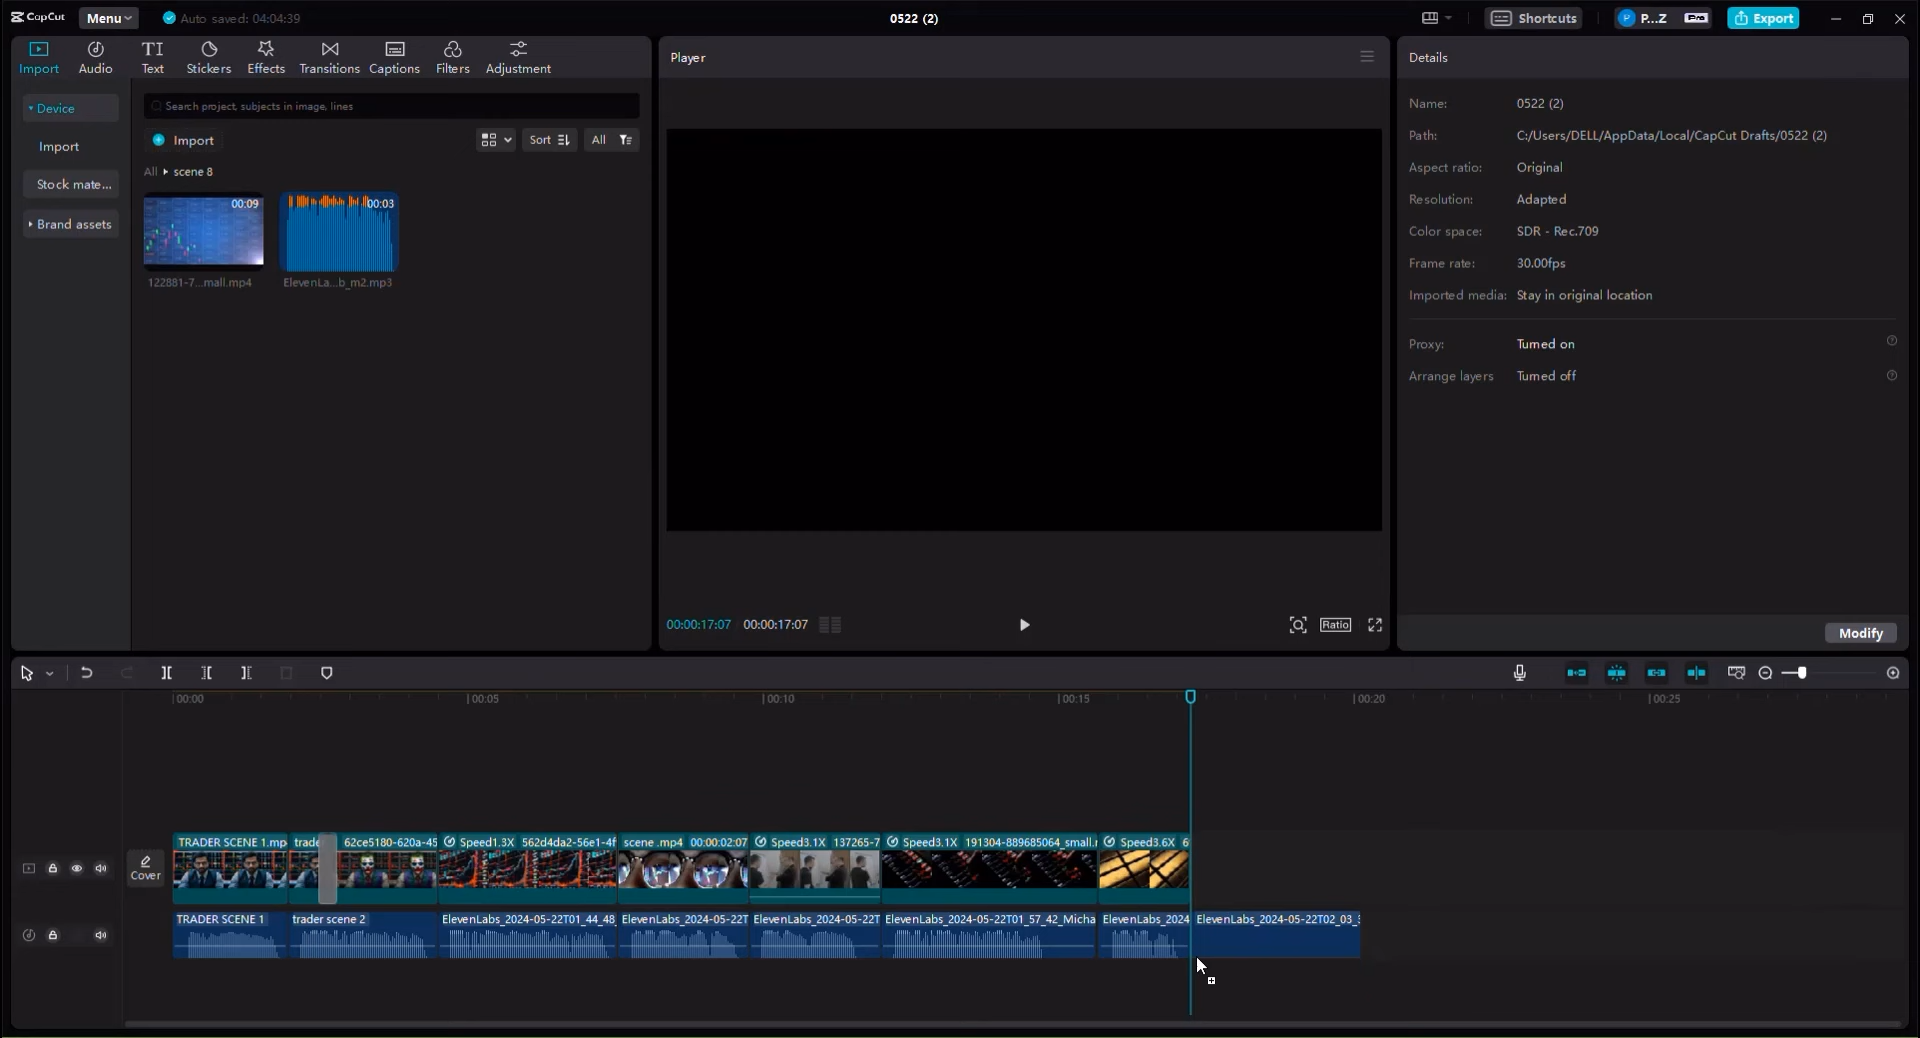 CapCut
Menu
Auto saved: 04:04:39
0522 (2)
Shortcuts
P...Z
Pro
Export
Import
Audio
TI
Text
Stickers
Effects
Transitions
Captions
Filters
Adjustment
Device
Import
Stock mate...
Brand assets
Search project, subjects in image, lines
Import
Sort
All
All
scene 8
00:09
122881-7...mall.mp4
00:03
ElevenLa...b_m2.mp3
Player
00:00:17:07
00:00:17:07
Ratio
Details
Name: 0522 (2)
Path: C:/Users/DELL/AppData/Local/CapCut Drafts/0522 (2)
Aspect ratio: Original
Resolution: Adapted
Color space: SDR - Rec.709
Frame rate: 30.00fps
Imported media: Stay in original location
Proxy: Turned on
Arrange layers Turned off
Modify
00:00
00:05
00:10
00:15
00:20
00:25
Cover
TRADER SCENE 1.mp
trade
62ce5180-620a-45
Speed1.3X 562d4da2-56e1-4f
scene .mp4 00:00:02:07
Speed3.1X 137265-7
Speed3.1X 191304-889685064_small.r
Speed3.6X 6
TRADER SCENE 1
trader scene 2
ElevenLabs_2024-05-22T01_44_48
ElevenLabs_2024-05-22T
ElevenLabs_2024-05-22T
ElevenLabs_2024-05-22T01_57_42_Micha
ElevenLabs_2024
ElevenLabs_2024-05-22T02_03_3